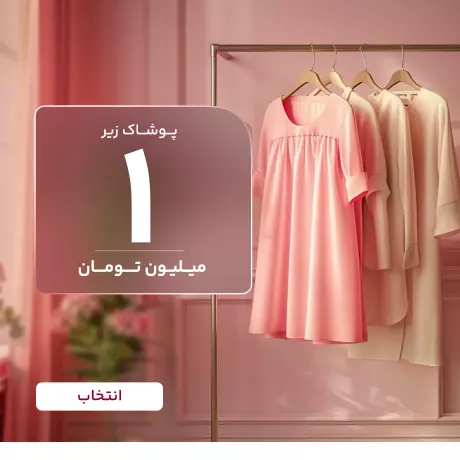 پوشاک زیر
۱
میلیون تومان
انتخاب